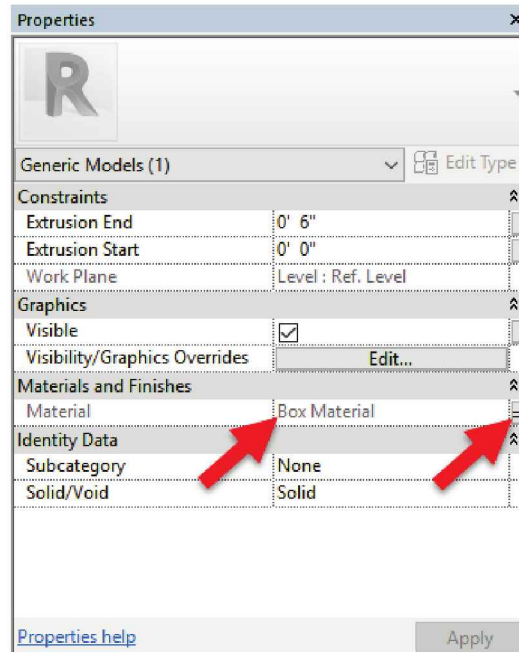 Properties
R
Generic Models (1) Edit Type
Constraints
Extrusion End 0' 6"
Extrusion Start 0' 0"
Work Plane Level : Ref. Level
Graphics
Visible
Visibility/Graphics Overrides Edit...
Materials and Finishes
Material Box Material
Identity Data
Subcategory None
Solid/Void Solid
Properties help Apply